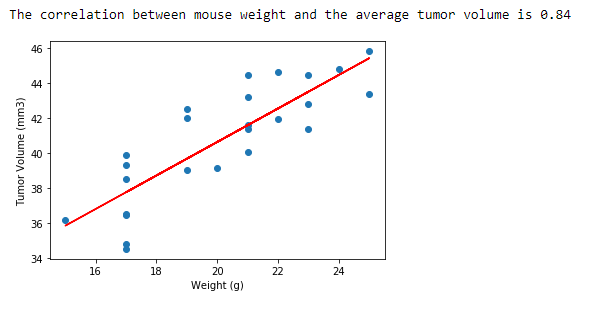 The correlation between mouse weight and the average tumor volume is 0.84
46
44
42
40
38
36
34
Tumor Volume (mm3)
16 18 20 22 24
Weight (g)